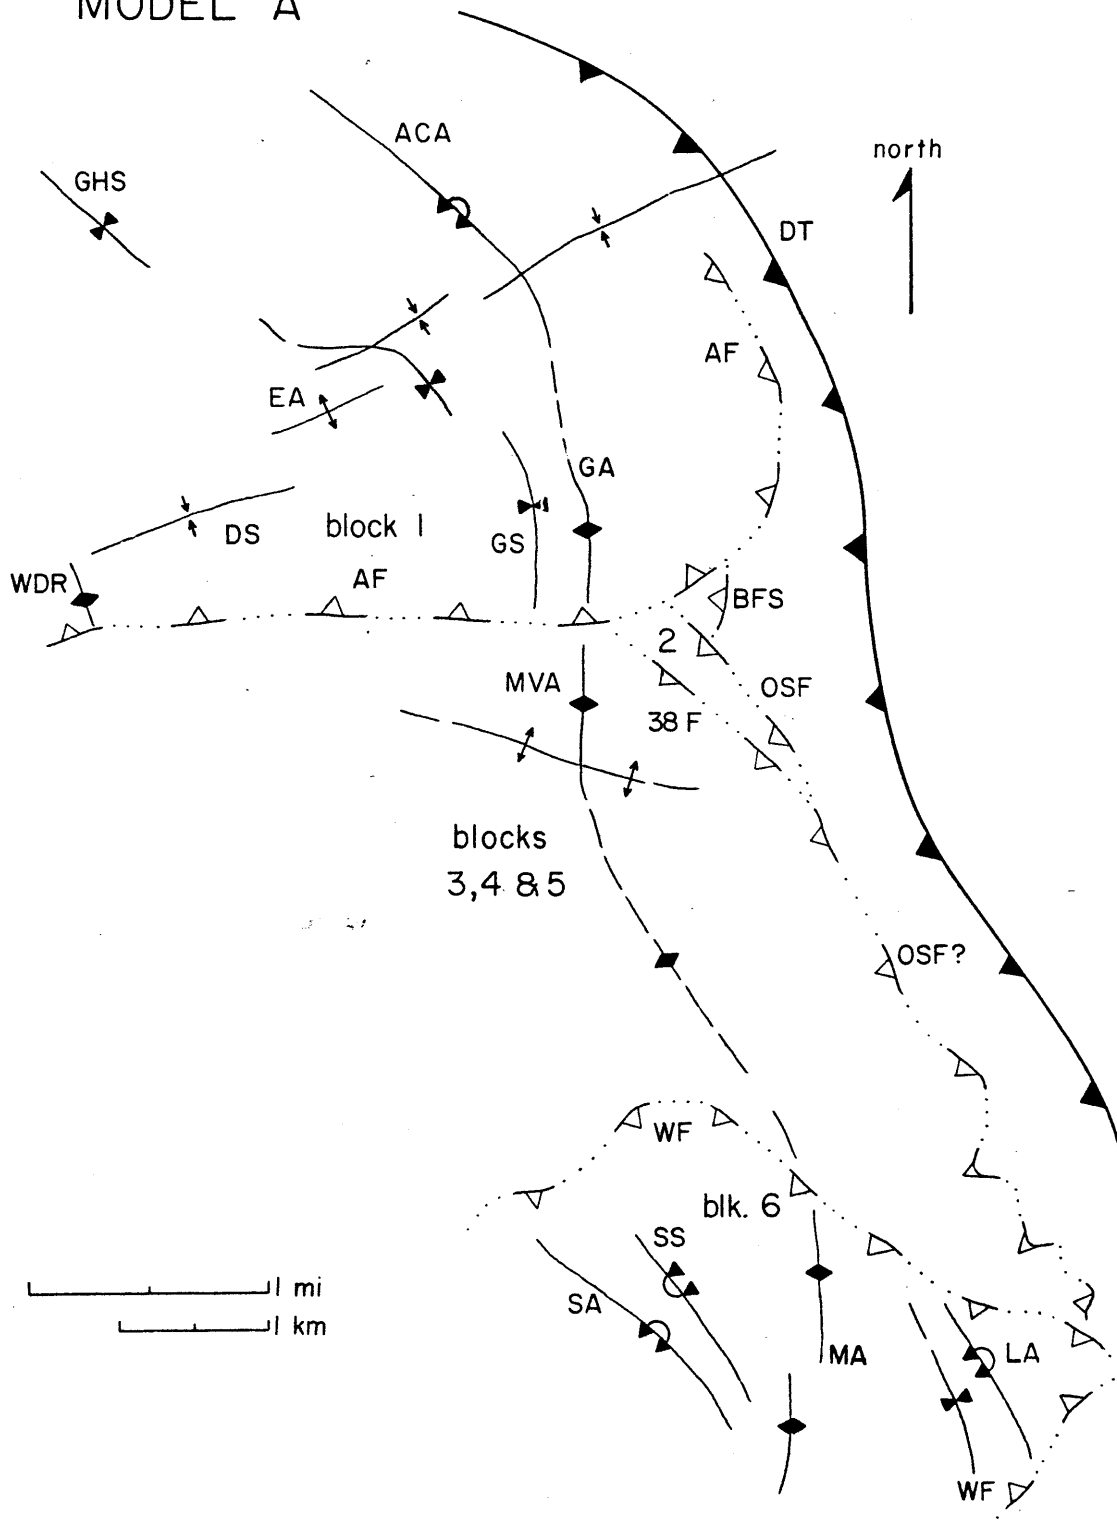 MODEL A
ACA
north
GHS
DT
AF
EA
GA
block 1
DS
GS
WDR
AF
BFS
2
MVA
OSF
38 F
blocks
3, 4 & 5
OSF?
WF
blk. 6
SS
1 mi
SA
1 km
MA
LA
WF